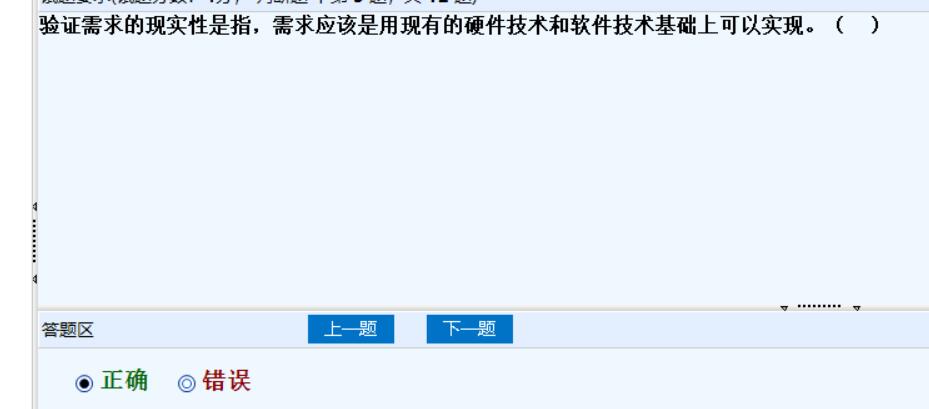 验证需求的现实性是指，需求应该是用现有的硬件技术和软件技术基础上可以实现。（　）
答题区
上一题
下一题
正确
错误